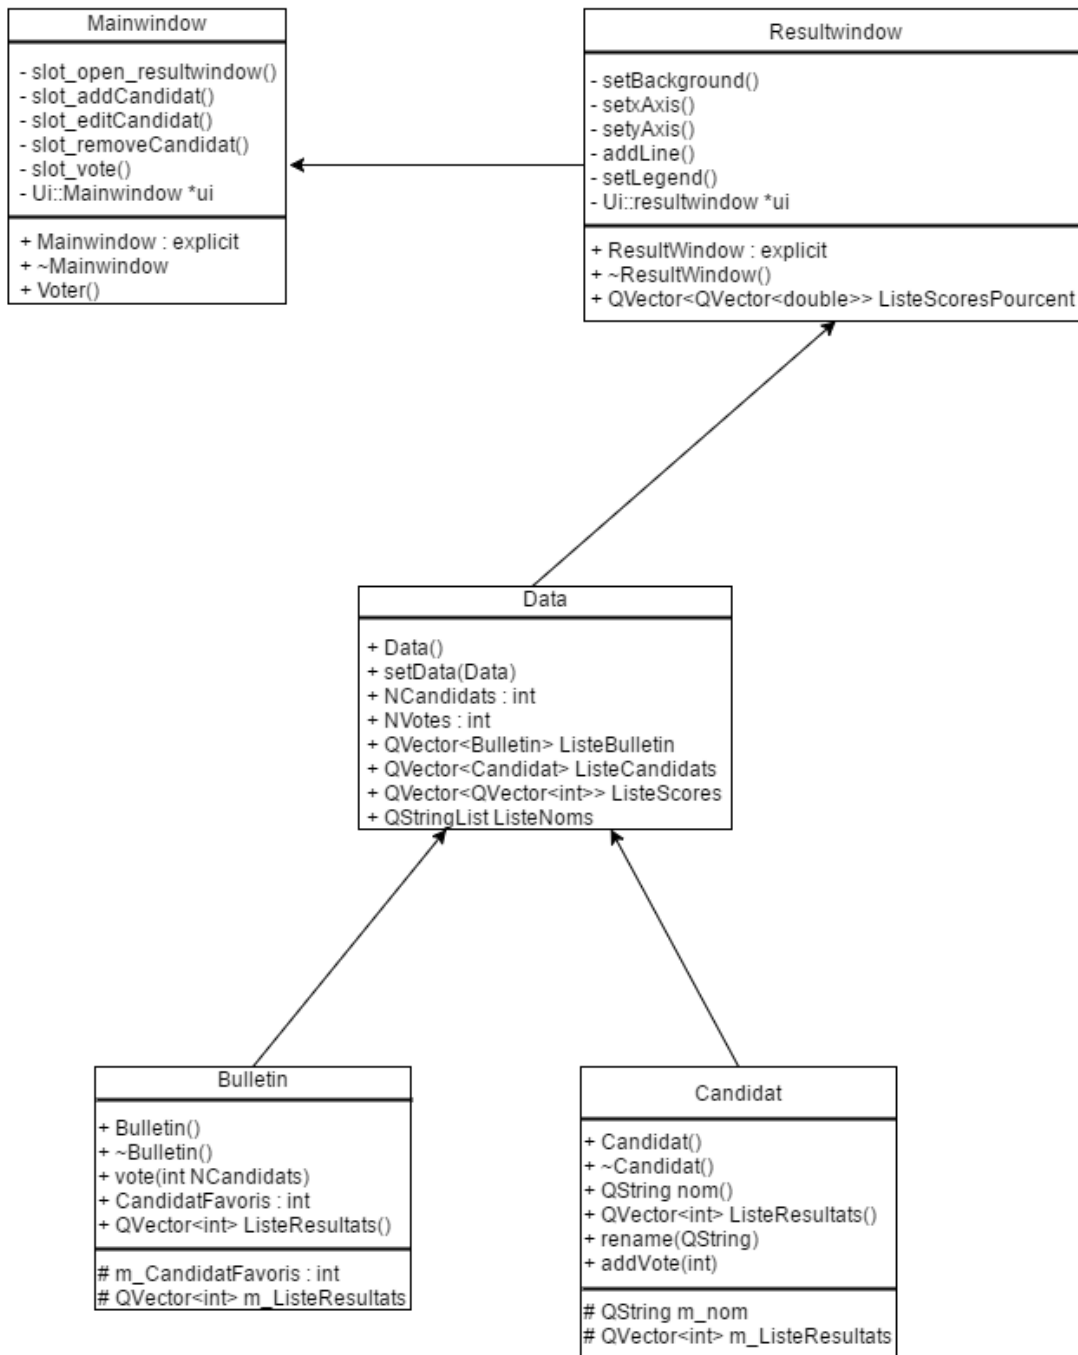 Mainwindow
- slot_open_resultwindow()
- slot_addCandidat()
- slot_editCandidat()
- slot_removeCandidat()
- slot_vote()
- Ui::Mainwindow *ui
+ Mainwindow : explicit
+ ~Mainwindow
+ Voter()
Resultwindow
- setBackground()
- setxAxis()
- setyAxis()
- addLine()
- setLegend()
- Ui::resultwindow *ui
+ ResultWindow : explicit
+ ~ResultWindow()
+ QVector<QVector<double>> ListeScoresPourcent
Data
+ Data()
+ setData(Data)
+ NCandidats : int
+ NVotes : int
+ QVector<Bulletin> ListeBulletin
+ QVector<Candidat> ListeCandidats
+ QVector<QVector<int>> ListeScores
+ QStringList ListeNoms
Bulletin
+ Bulletin()
+ ~Bulletin()
+ vote(int NCandidats)
+ CandidatFavoris : int
+ QVector<int> ListeResultats()
# m_CandidatFavoris : int
# QVector<int> m_ListeResultats
Candidat
+ Candidat()
+ ~Candidat()
+ QString nom()
+ QVector<int> ListeResultats()
+ rename(QString)
+ addVote(int)
# QString m_nom
# QVector<int> m_ListeResultats